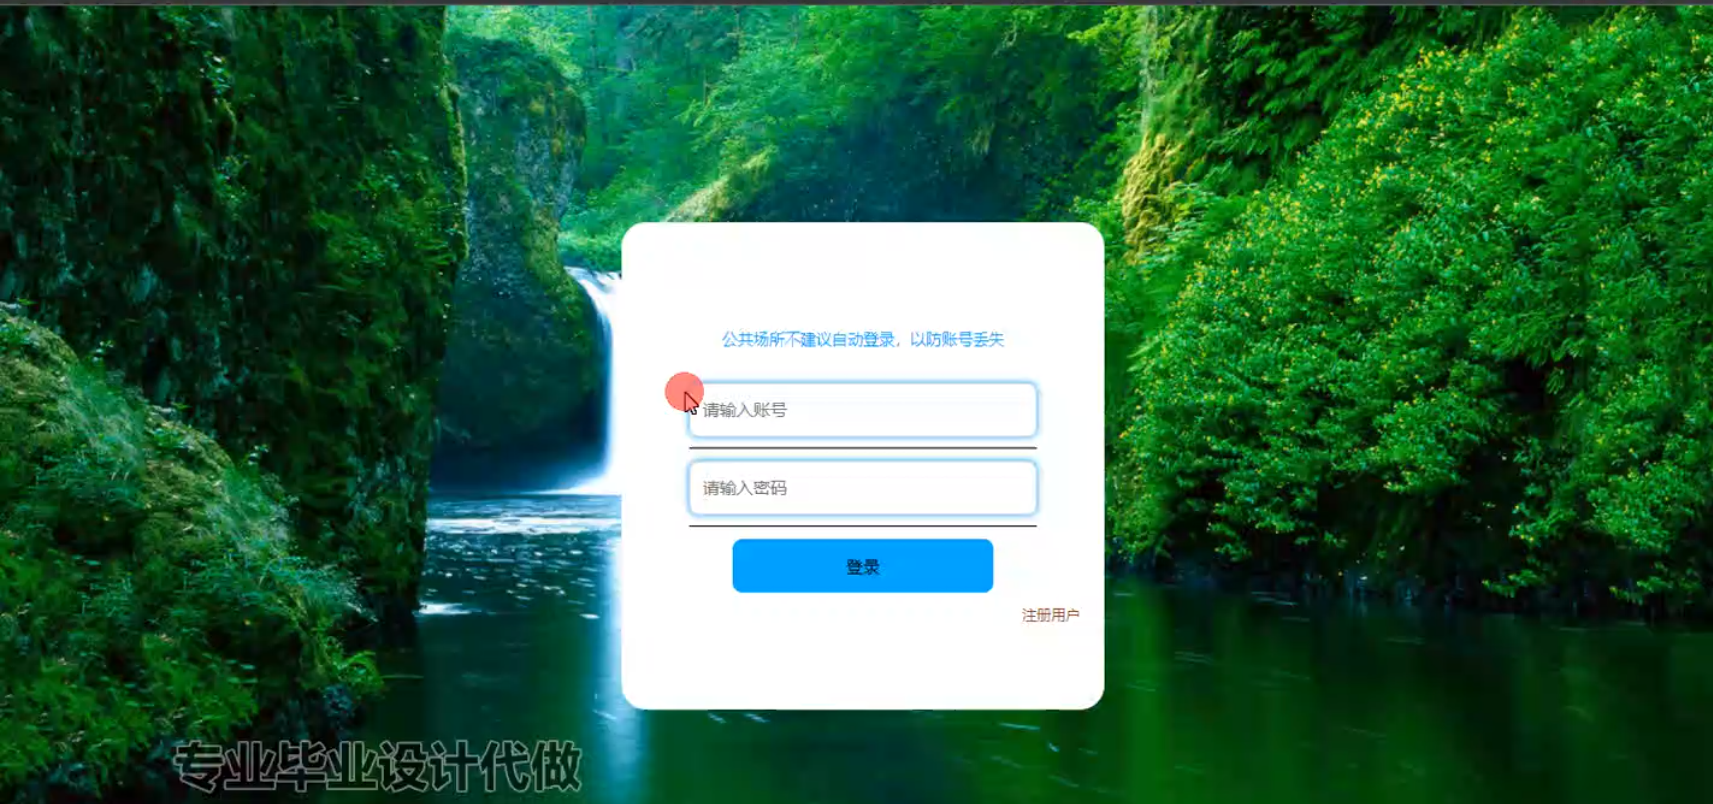 公共场所不建议自动登录，以防账号丢失
请输入账号
请输入密码
登录
注册用户
专业毕业设计代做